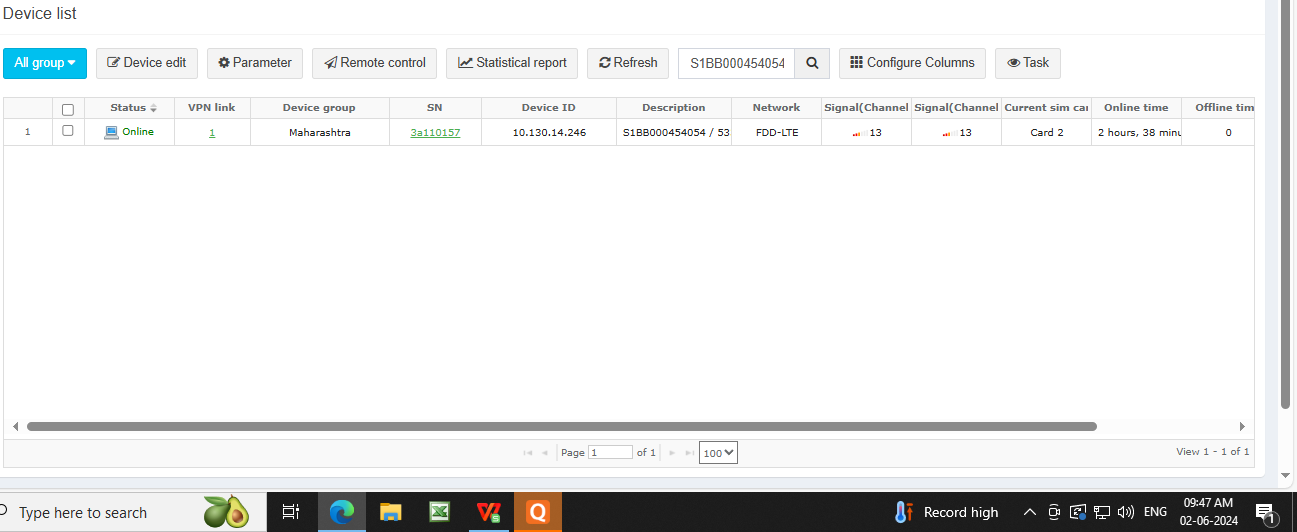 Device list
All group Device edit Parameter Remote control Statistical report Refresh S1BB000454054 Configure Columns Task
Status VPN link Device group SN Device ID Description Network Signal(Channel Signal(Channel Current sim car Online time Offline tim
1 Online 1 Maharashtra 3a110157 10.130.14.246 S1BB000454054 / 53 FDD-LTE 13 13 Card 2 2 hours, 38 minu 0
Page 1 of 1 100 View 1 - 1 of 1
Type here to search Record high ENG 09:47 AM
02-06-2024 1